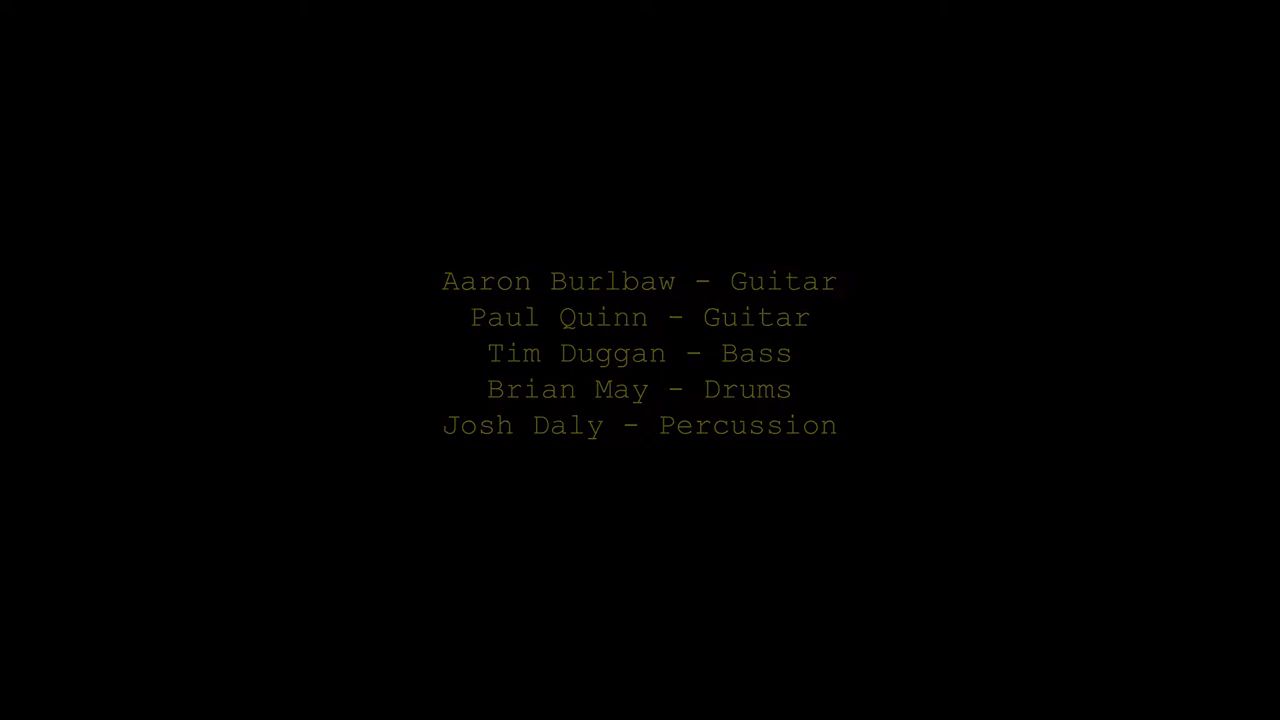 Aaron Burlbaw - Guitar
Paul Quinn - Guitar
Tim Duggan - Bass
Brian May - Drums
Josh Daly - Percussion